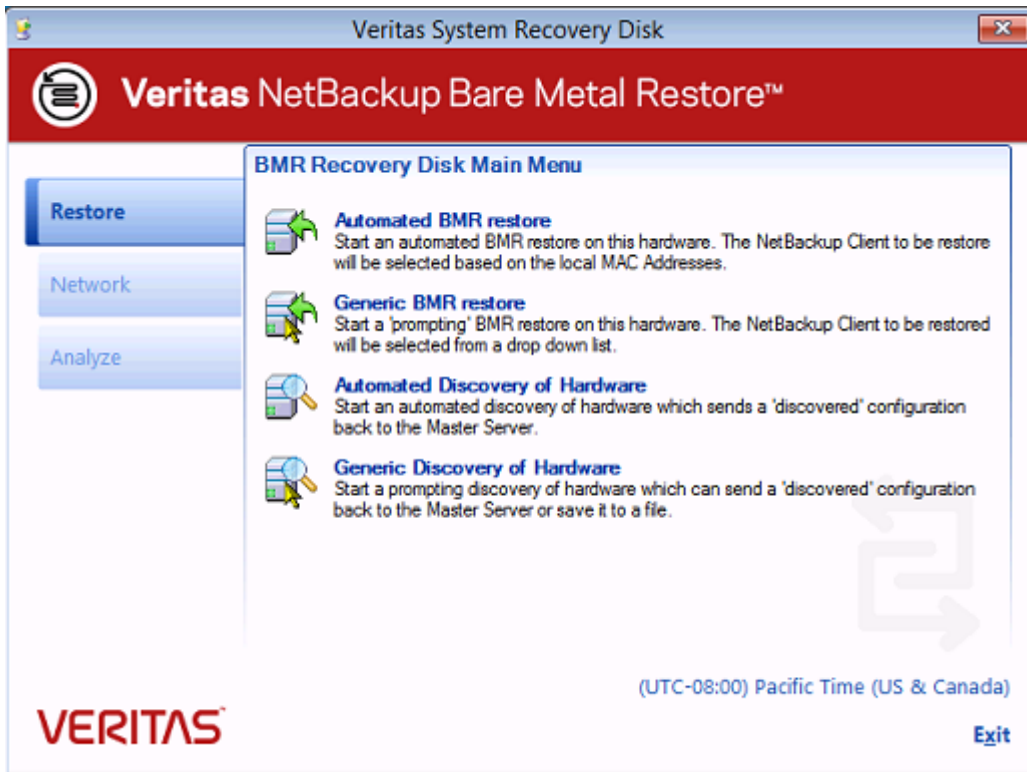 Veritas System Recovery Disk
Veritas NetBackup Bare Metal Restore™
Restore
Network
Analyze
BMR Recovery Disk Main Menu
Automated BMR restore
Start an automated BMR restore on this hardware. The NetBackup Client to be restore
will be selected based on the local MAC Addresses.
Generic BMR restore
Start a 'prompting' BMR restore on this hardware. The NetBackup Client to be restored
will be selected from a drop down list.
Automated Discovery of Hardware
Start an automated discovery of hardware which sends a 'discovered' configuration
back to the Master Server.
Generic Discovery of Hardware
Start a prompting discovery of hardware which can send a 'discovered' configuration
back to the Master Server or save it to a file.
(UTC-08:00) Pacific Time (US & Canada)
VERITAS
Exit